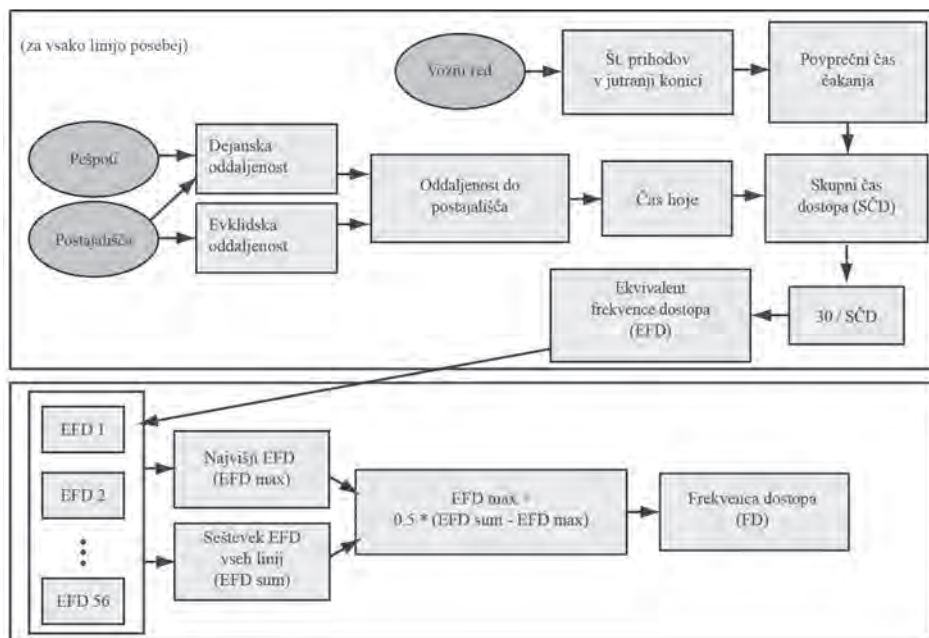 (za vsako linijo posebej)
Vozni red
Št. prihodov
v jutranji konici
Povprečni čas
čakanja
Pešpoti
Postajališča
Dejanska
oddaljenost
Evklidska
oddaljenost
Oddaljenost do
postajališča
Čas hoje
Skupni čas
dostopa (SČD)
Ekvivalent
frekvence dostopa
(EFD)
30 / SČD
EFD 1
EFD 2
EFD 56
Najvišji EFD
(EFD max)
Seštevek EFD
vseh linij
(EFD sum)
EFD max +
0.5 * (EFD sum - EFD max)
Frekvenca dostopa
(FD)